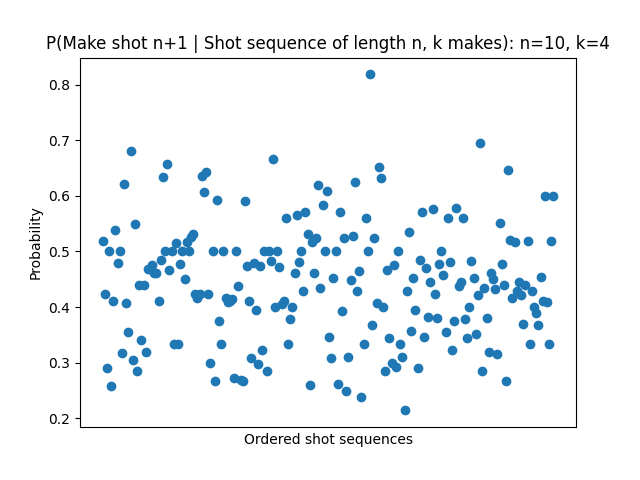 P(Make shot n+1 | Shot sequence of length n, k makes): n=10, k=4
0.8
0.7
0.6
0.5
0.4
0.3
0.2
Probability
Ordered shot sequences